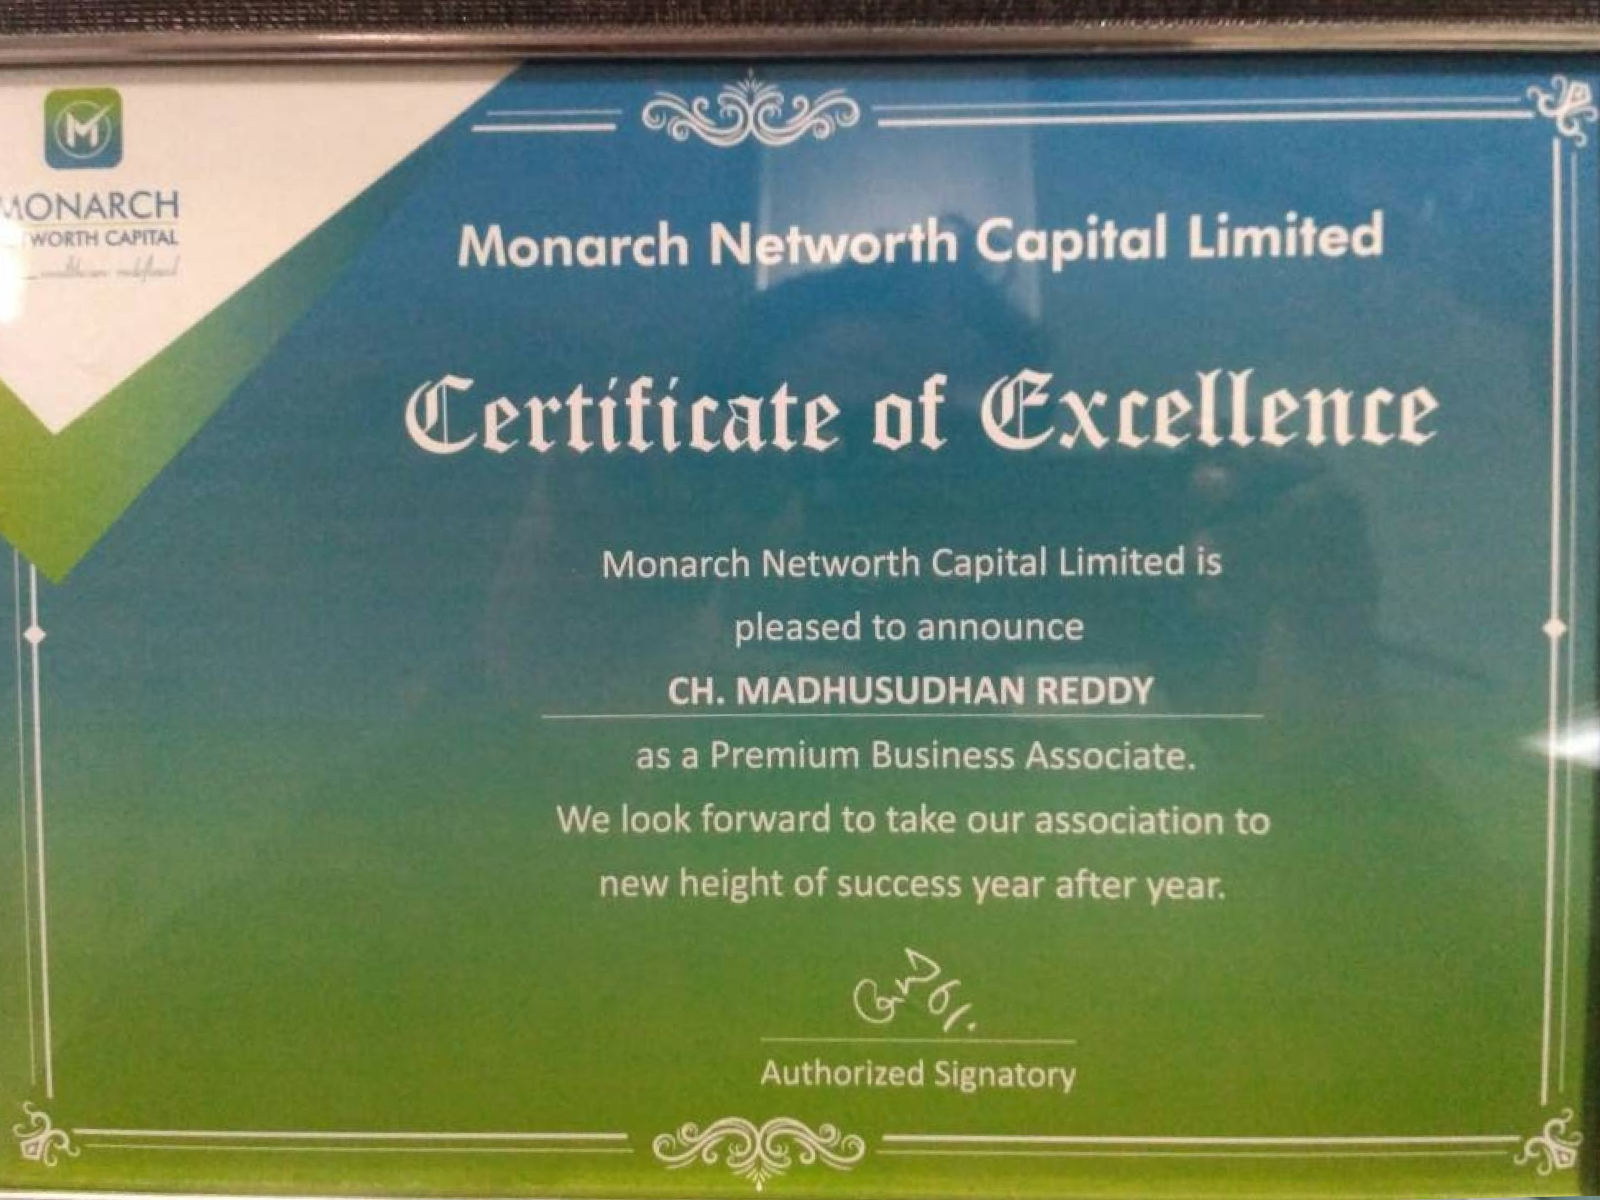 MONARCH
TWORTH CAPITAL
Monarch Networth Capital Limited
Certificate of Excellence
Monarch Networth Capital Limited is
pleased to announce
CH. MADHUSUDHAN REDDY
as a Premium Business Associate.
We look forward to take our association to
new height of success year after year.
Authorized Signatory